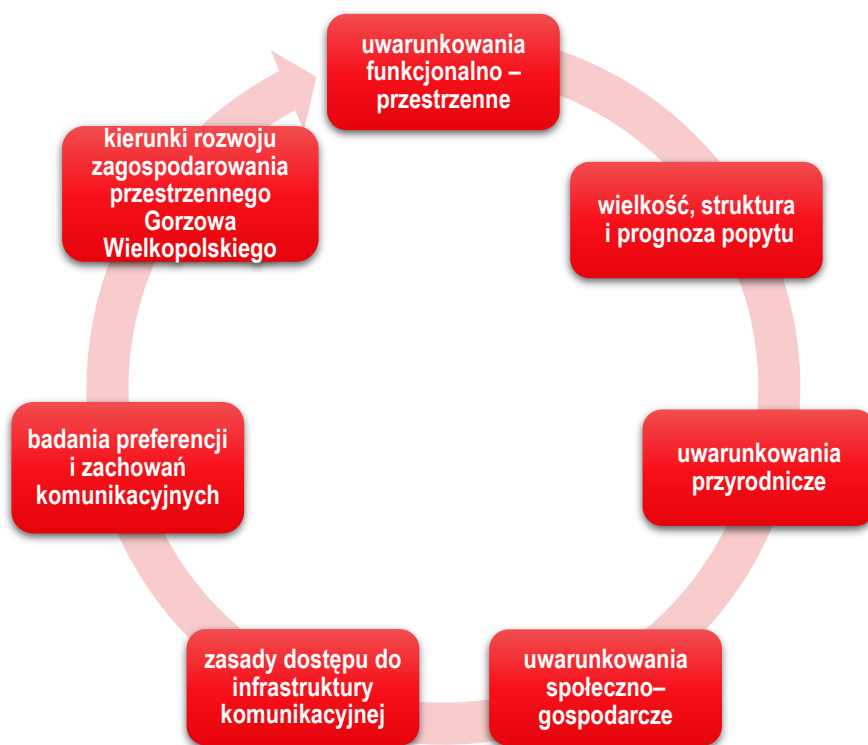 uwarunkowania
funkcjonalno –
przestrzenne
wielkość, struktura
i prognoza popytu
uwarunkowania
przyrodnicze
uwarunkowania
społeczno–
gospodarcze
zasady dostępu do
infrastruktury
komunikacyjnej
badania preferencji
i zachowań
komunikacyjnych
kierunki rozwoju
zagospodarowania
przestrzennego
Gorzowa
Wielkopolskiego